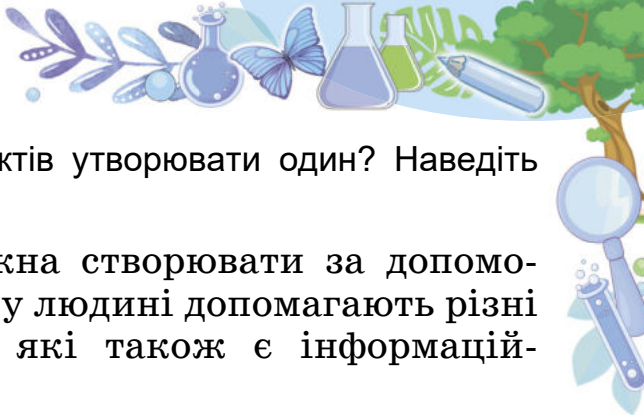 ктів утворювати один? Наведіть
жна створювати за допомо-
у людині допомагають різні
які також є інформацій-